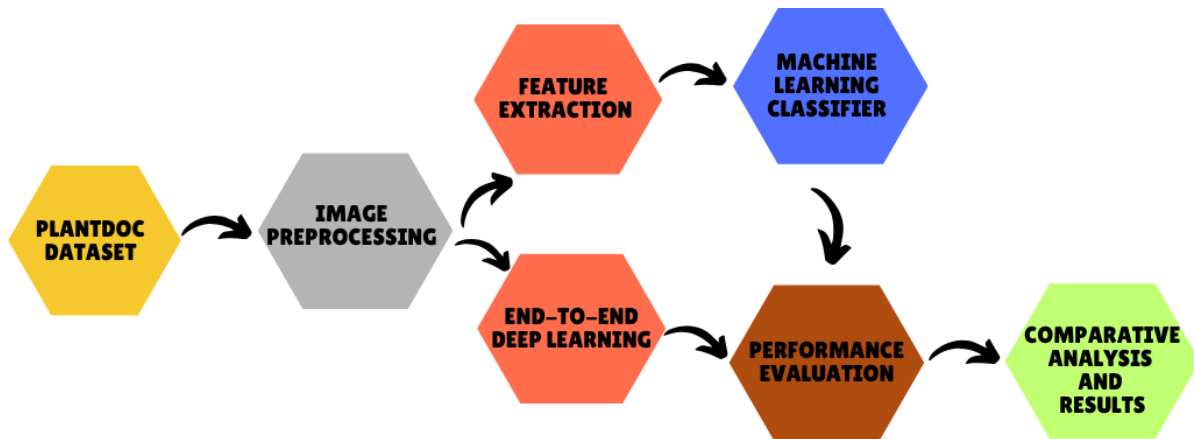 PLANTDOC
DATASET
IMAGE
PREPROCESSING
FEATURE
EXTRACTION
MACHINE
LEARNING
CLASSIFIER
END-TO-END
DEEP LEARNING
PERFORMANCE
EVALUATION
COMPARATIVE
ANALYSIS
AND
RESULTS